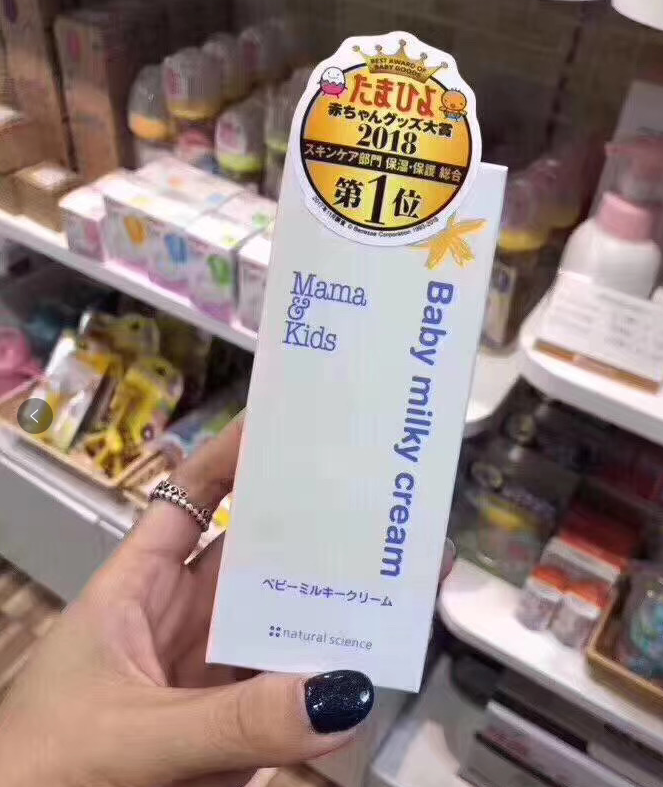 BEST AWARD OF
BABY GOODS
たまひよ
赤ちゃんグッズ大賞
2018
スキンケア部門 保湿・保護 総合
第1位
Mama
&
Kids
Baby milky cream
ベビーミルキークリーム
natural science